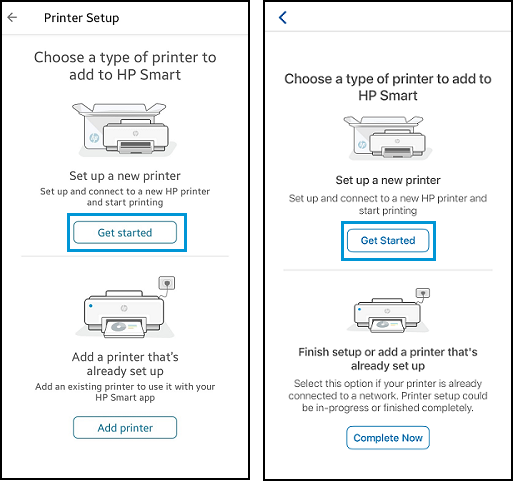 Printer Setup
Choose a type of printer to
add to HP Smart
hp
Set up a new printer
Set up and connect to a new HP printer
and start printing
Get started
hp
Add a printer that's
already set up
Add an existing printer to use it with your
HP Smart app
Add printer
Choose a type of printer to add to
HP Smart
hp
Set up a new printer
Set up and connect to a new HP printer and
start printing
Get Started
hp
Finish setup or add a printer that's
already set up
Select this option if your printer is already
connected to a network. Printer setup could
be in-progress or finished completely.
Complete Now